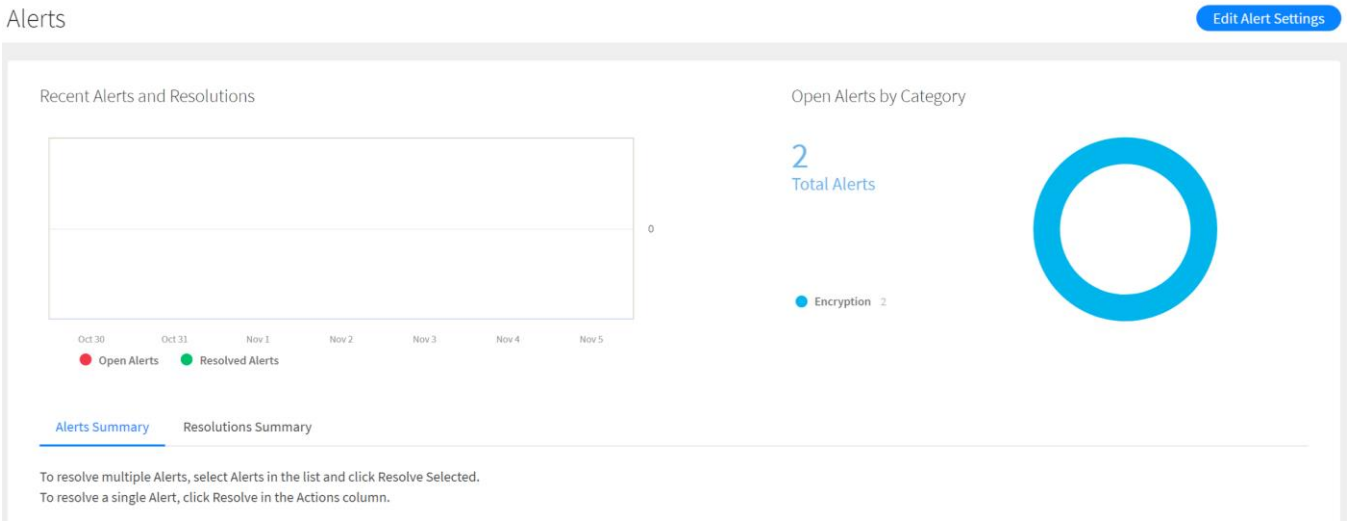 Alerts
Edit Alert Settings
Recent Alerts and Resolutions
0
Oct 30 Oct 31 Nov 1 Nov 2 Nov 3 Nov 4 Nov 5
Open Alerts Resolved Alerts
Open Alerts by Category
2
Total Alerts
Encryption 2
Alerts Summary Resolutions Summary
To resolve multiple Alerts, select Alerts in the list and click Resolve Selected.
To resolve a single Alert, click Resolve in the Actions column.